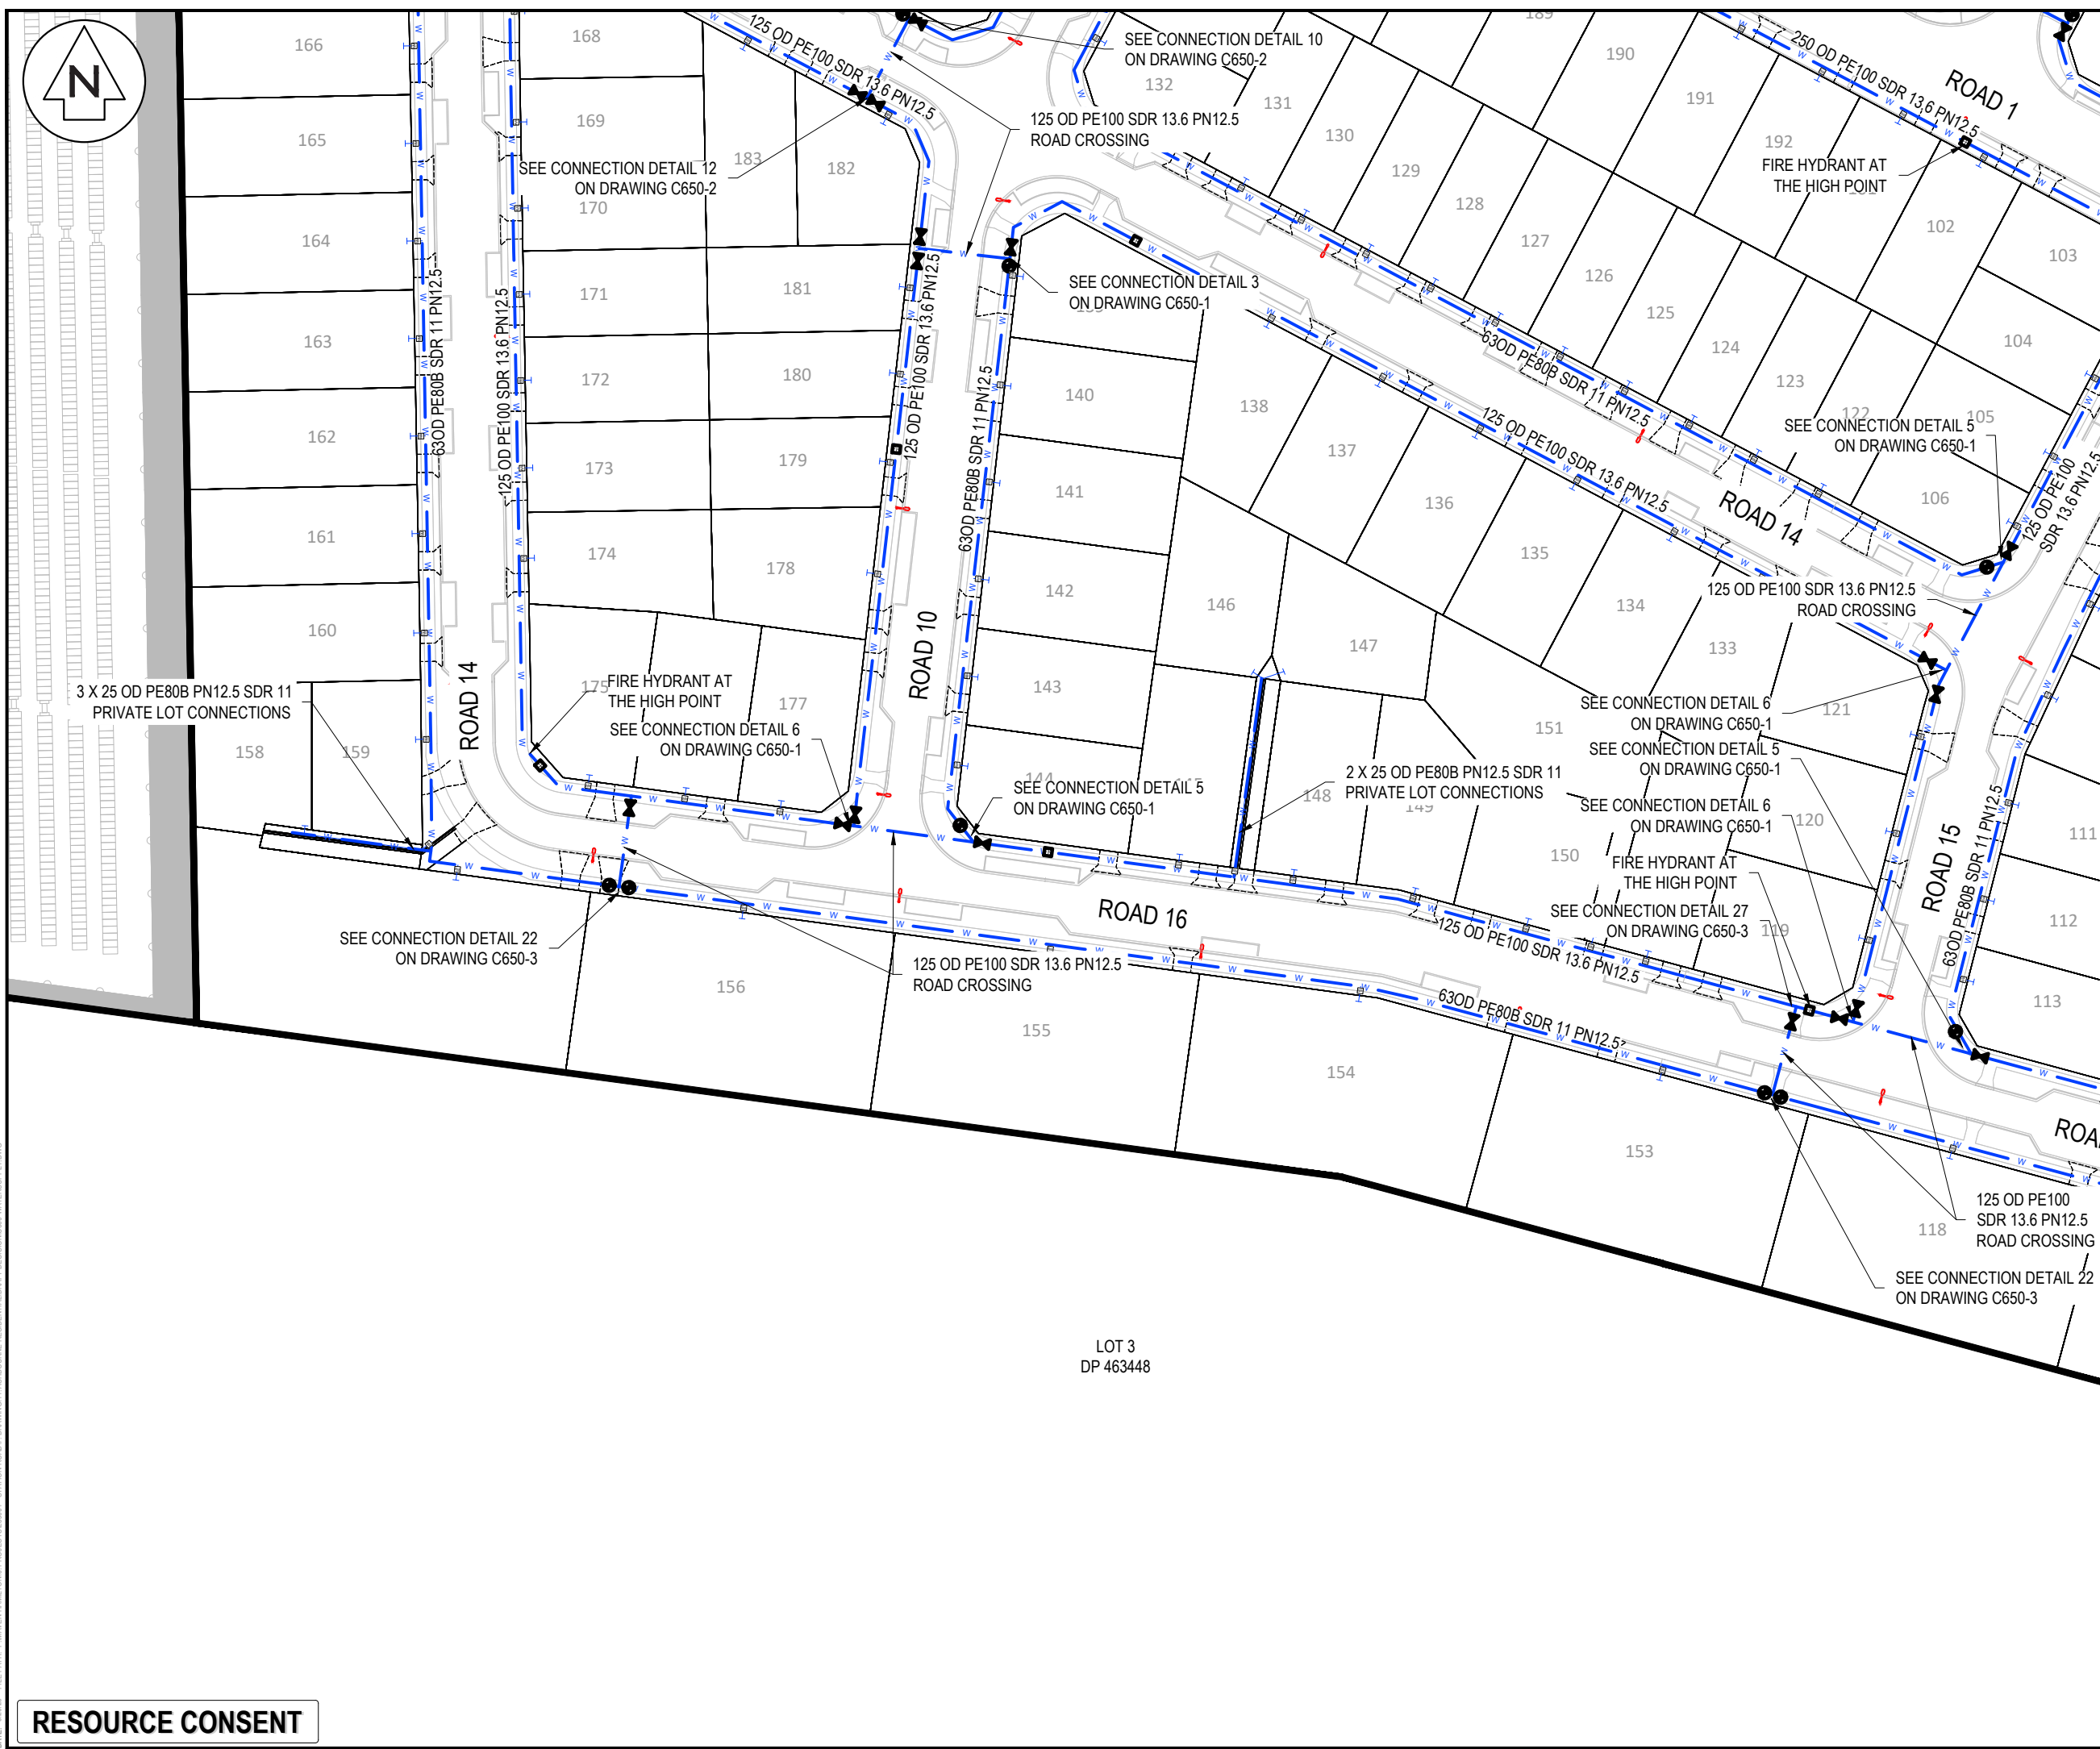 N
166
165
164
163
162
161
160
158
159
168
169
170
171
172
173
174
175
183
182
181
180
179
178
177
125 OD PE100 SDR 13.6 PN12.5
SEE CONNECTION DETAIL 10
ON DRAWING C650-2
125 OD PE100 SDR 13.6 PN12.5
ROAD CROSSING
SEE CONNECTION DETAIL 12
ON DRAWING C650-2
SEE CONNECTION DETAIL 3
ON DRAWING C650-1
63OD PE80B SDR 11 PN12.5
125 OD PE100 SDR 13.6 PN12.5
125 OD PE100 SDR 13.6 PN12.5
63OD PE80B SDR 11 PN12.5
ROAD 14
ROAD 10
3 X 25 OD PE80B PN12.5 SDR 11
PRIVATE LOT CONNECTIONS
FIRE HYDRANT AT
THE HIGH POINT
SEE CONNECTION DETAIL 6
ON DRAWING C650-1
SEE CONNECTION DETAIL 5
ON DRAWING C650-1
140
141
142
143
144
146
147
148
149
150
151
138
137
136
135
134
133
132
131
130
129
128
127
126
125
124
123
122
121
120
119
189
190
191
192
102
103
104
105
106
111
112
113
250 OD PE100 SDR 13.6 PN12.5
ROAD 1
FIRE HYDRANT AT
THE HIGH POINT
63OD PE80B SDR 11 PN12.5
125 OD PE100 SDR 13.6 PN12.5
ROAD 14
SEE CONNECTION DETAIL 5
ON DRAWING C650-1
125 OD PE100
SDR 13.6 PN12.5
125 OD PE100 SDR 13.6 PN12.5
ROAD CROSSING
SEE CONNECTION DETAIL 6
ON DRAWING C650-1
SEE CONNECTION DETAIL 5
ON DRAWING C650-1
SEE CONNECTION DETAIL 6
ON DRAWING C650-1
FIRE HYDRANT AT
THE HIGH POINT
SEE CONNECTION DETAIL 27
ON DRAWING C650-3
2 X 25 OD PE80B PN12.5 SDR 11
PRIVATE LOT CONNECTIONS
ROAD 15
63OD PE80B SDR 11 PN12.5
ROAD 16
125 OD PE100 SDR 13.6 PN12.5
63OD PE80B SDR 11 PN12.5
SEE CONNECTION DETAIL 22
ON DRAWING C650-3
125 OD PE100 SDR 13.6 PN12.5
ROAD CROSSING
156
155
154
153
118
125 OD PE100
SDR 13.6 PN12.5
ROAD CROSSING
SEE CONNECTION DETAIL 22
ON DRAWING C650-3
LOT 3
DP 463448
RESOURCE CONSENT